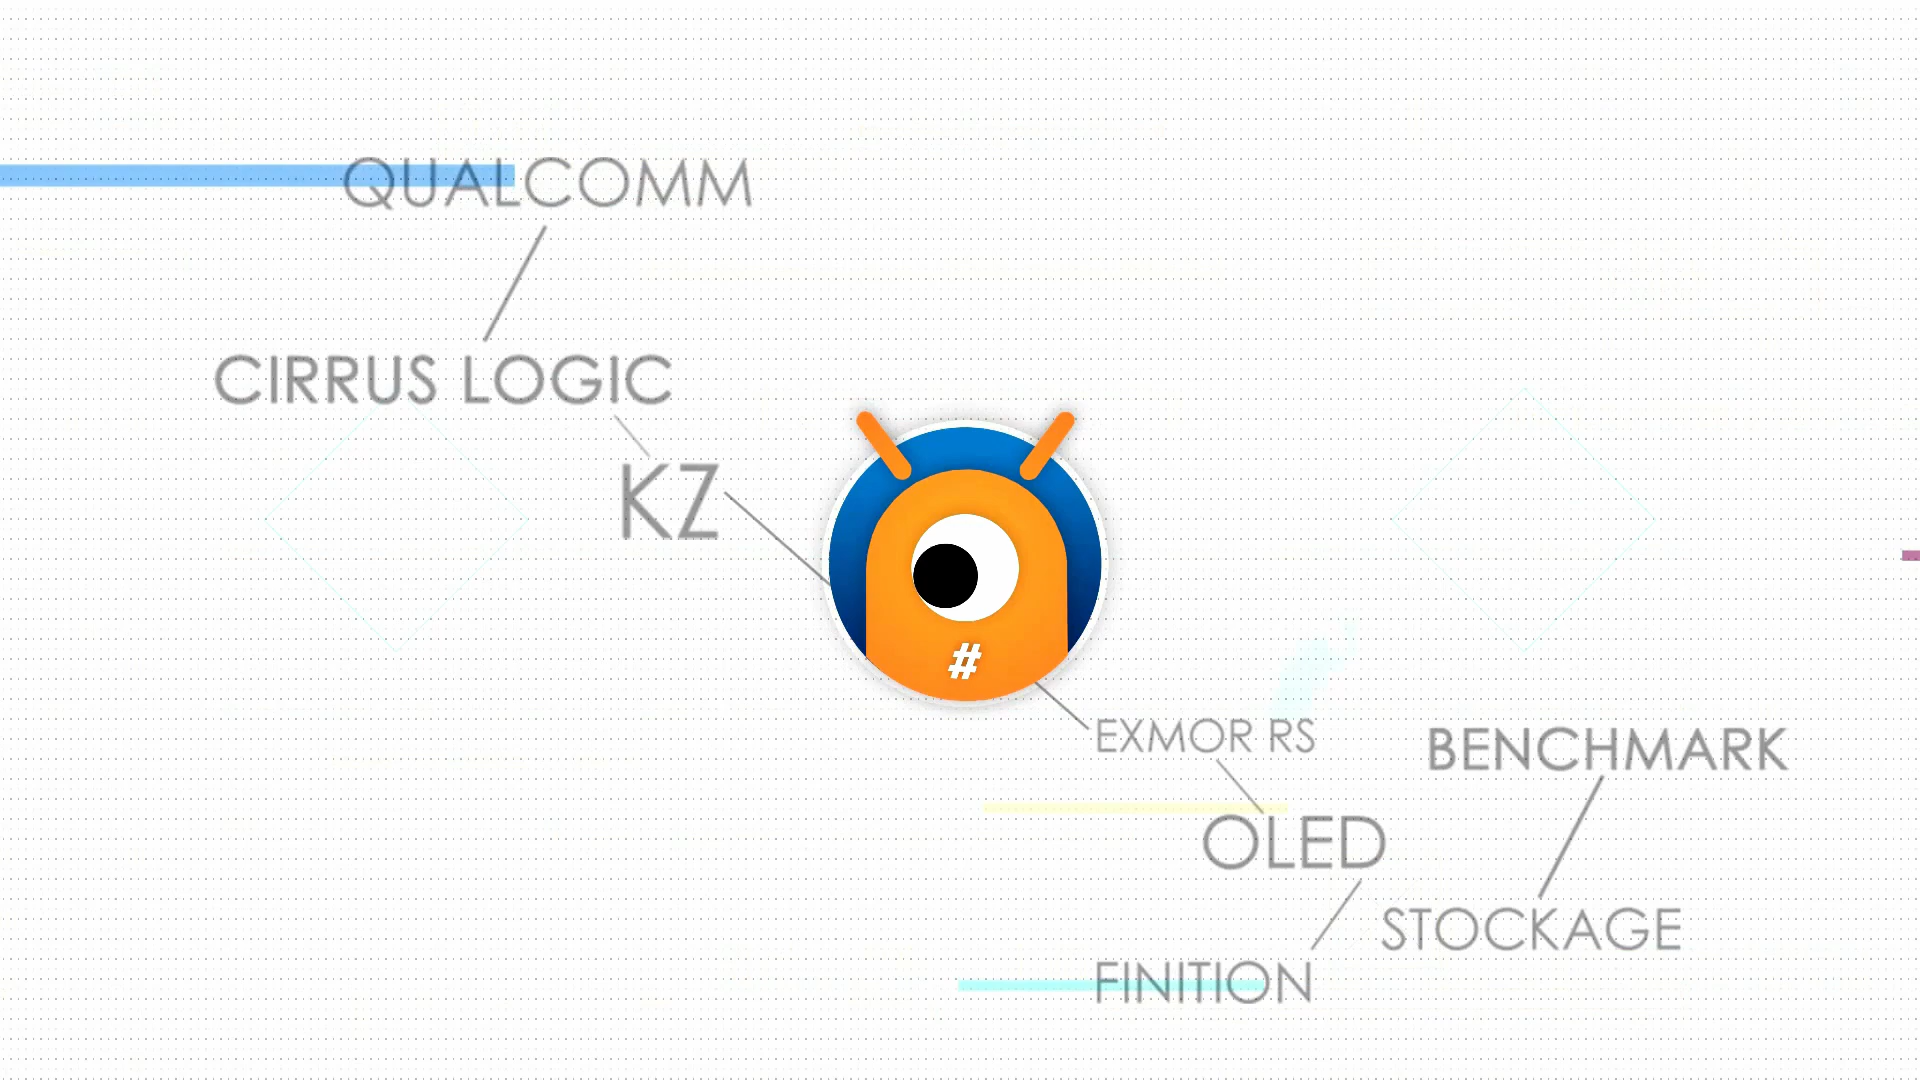 QUALCOMM
CIRRUS LOGIC
KZ
#
EXMOR RS
BENCHMARK
OLED
STOCKAGE
FINITION